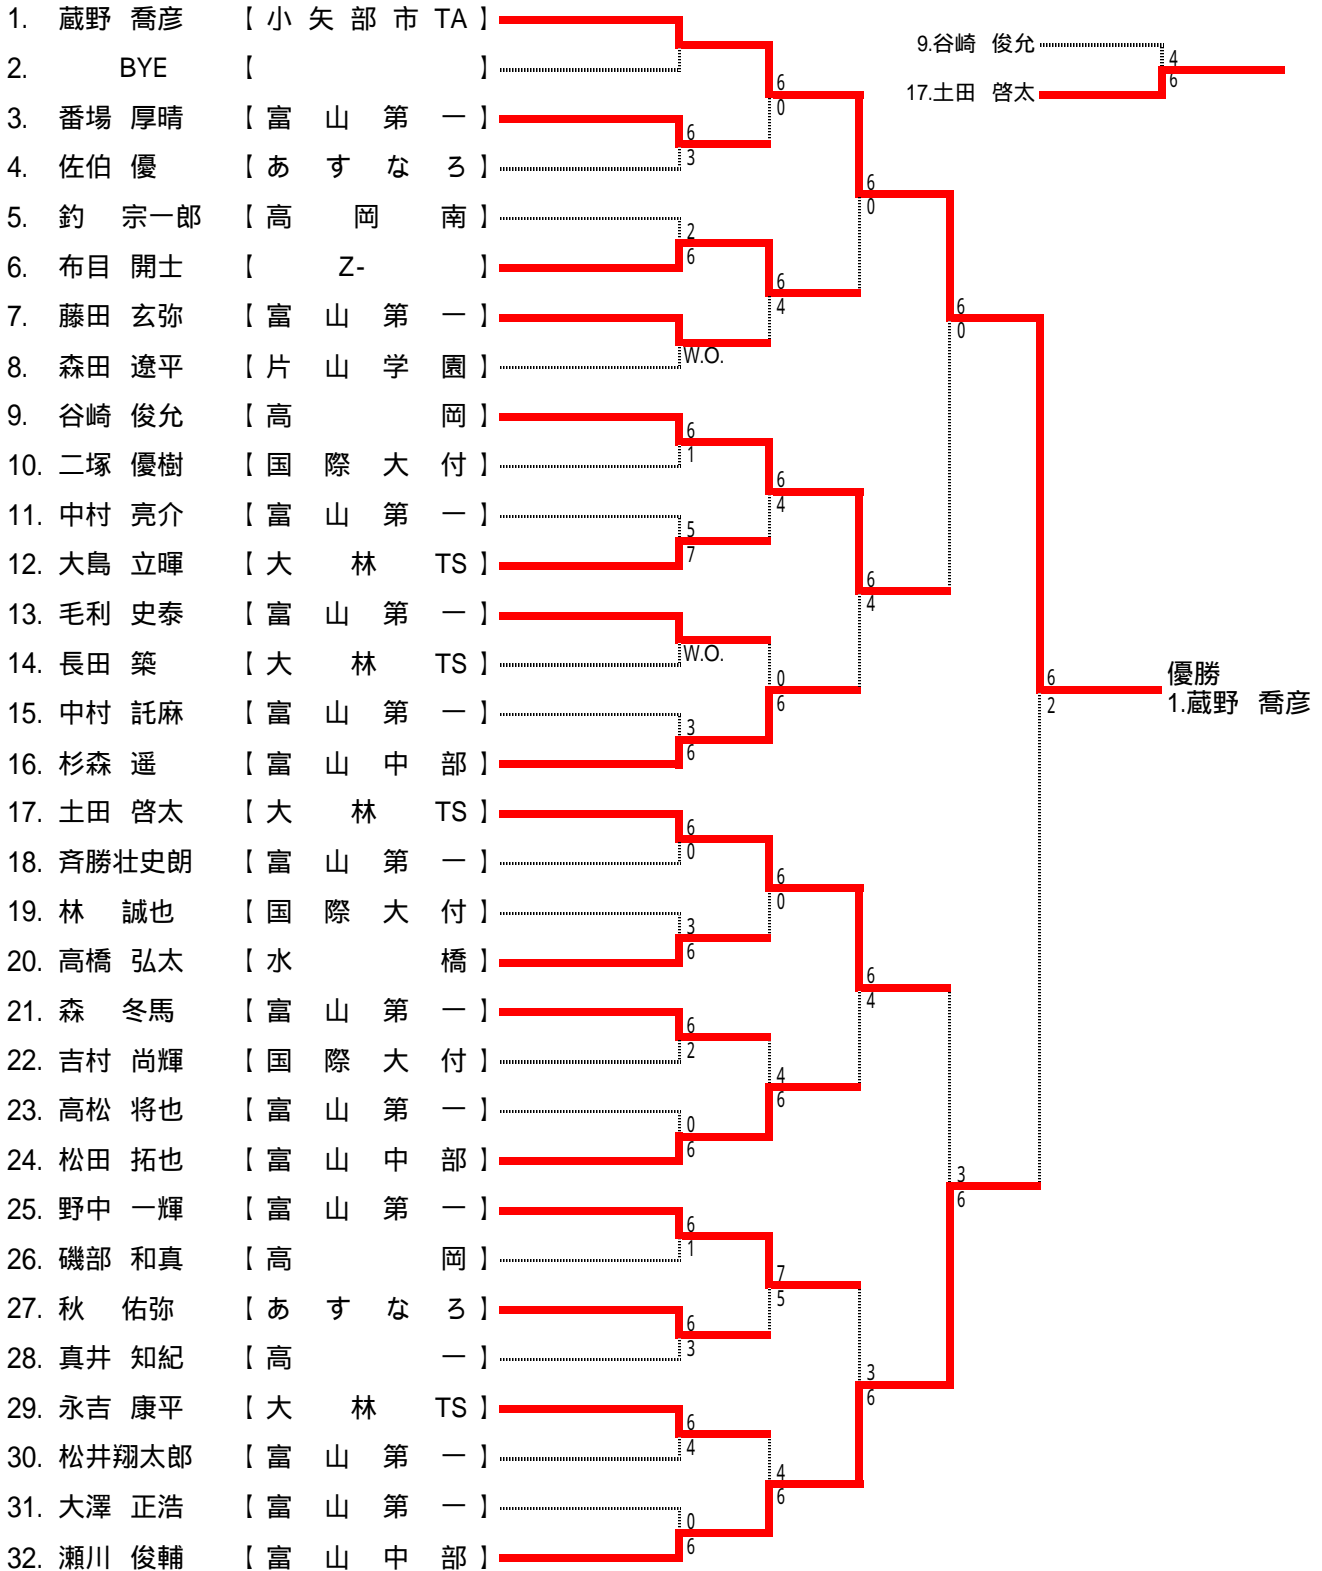 1. 蔵野 喬彦 【 小 矢 部 市 TA 】
2. BYE 【 】
3. 番場 厚晴 【 富 山 第 一 】
4. 佐伯 優 【 あ す な ろ 】
5. 釣 宗一郎 【 高 岡 南 】
6. 布目 開士 【 Z- 】
7. 藤田 玄弥 【 富 山 第 一 】
8. 森田 遼平 【 片 山 学 園 】
9. 谷崎 俊允 【 高 岡 】
10. 二塚 優樹 【 国 際 大 付 】
11. 中村 亮介 【 富 山 第 一 】
12. 大島 立暉 【 大 林 TS 】
13. 毛利 史泰 【 富 山 第 一 】
14. 長田 築 【 大 林 TS 】
15. 中村 託麻 【 富 山 第 一 】
16. 杉森 遥 【 富 山 中 部 】
17. 土田 啓太 【 大 林 TS 】
18. 斉勝壮史朗 【 富 山 第 一 】
19. 林 誠也 【 国 際 大 付 】
20. 高橋 弘太 【 水 橋 】
21. 森 冬馬 【 富 山 第 一 】
22. 吉村 尚輝 【 国 際 大 付 】
23. 高松 将也 【 富 山 第 一 】
24. 松田 拓也 【 富 山 中 部 】
25. 野中 一輝 【 富 山 第 一 】
26. 磯部 和真 【 高 岡 】
27. 秋 佑弥 【 あ す な ろ 】
28. 真井 知紀 【 高 一 】
29. 永吉 康平 【 大 林 TS 】
30. 松井翔太郎 【 富 山 第 一 】
31. 大澤 正浩 【 富 山 第 一 】
32. 瀬川 俊輔 【 富 山 中 部 】
6
3
2
6
W.O.
6
1
5
7
W.O.
3
6
6
0
3
6
6
2
0
6
6
1
6
3
6
4
0
6
6
0
6
4
6
4
0
6
6
0
4
6
7
5
4
6
6
0
6
4
6
4
3
6
6
0
3
6
6
2
優勝
1.蔵野 喬彦
9.谷崎 俊允
17.土田 啓太
4
6